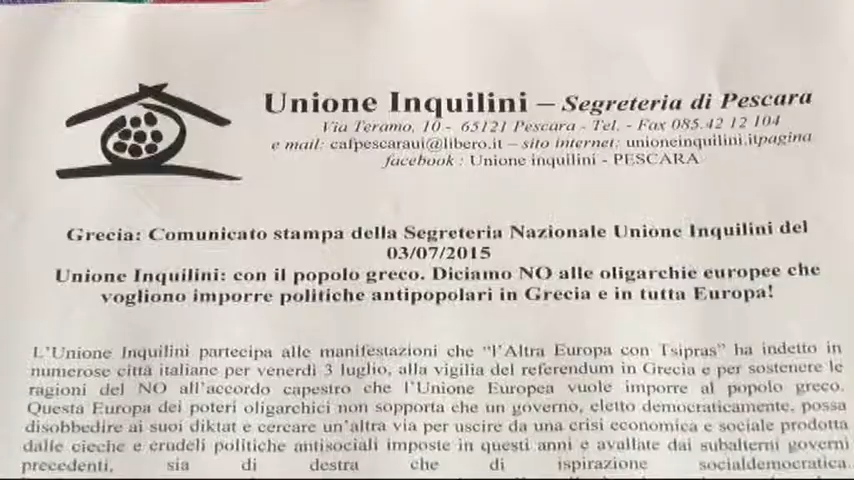 Unione Inquilini – Segreteria di Pescara
Via Teramo, 10 - 65121 Pescara - Tel. - Fax 085.42 12 104
e mail: cafpescaraui@libero.it – sito internet: unioneinquilini.itpagina
facebook : Unione inquilini - PESCARA
Grecia: Comunicato stampa della Segreteria Nazionale Unione Inquilini del
03/07/2015
Unione Inquilini: con il popolo greco. Diciamo NO alle oligarchie europee che
vogliono imporre politiche antipopolari in Grecia e in tutta Europa!
L'Unione Inquilini partecipa alle manifestazioni che "l'Altra Europa con Tsipras" ha indetto in
numerose città italiane per venerdì 3 luglio, alla vigilia del referendum in Grecia e per sostenere le
ragioni del NO all'accordo capestro che l'Unione Europea vuole imporre al popolo greco.
Questa Europa dei poteri oligarchici non sopporta che un governo, eletto democraticamente, possa
disobbedire ai suoi diktat e cercare un'altra via per uscire da una crisi economica e sociale prodotta
dalle cieche e crudeli politiche antisociali imposte in questi anni e avallate dai subalterni governi
precedenti, sia di destra che di ispirazione socialdemocratica.